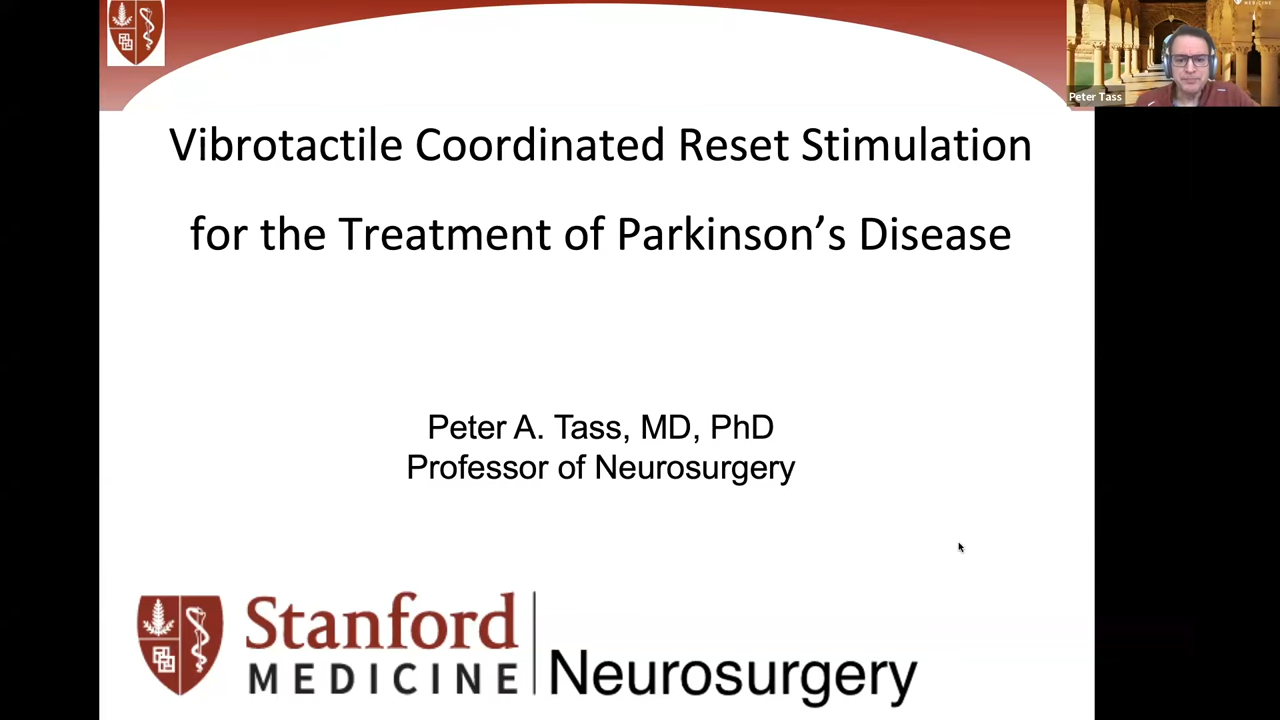 MEDICINE
Peter Tass
Vibrotactile Coordinated Reset Stimulation
for the Treatment of Parkinson’s Disease
Peter A. Tass, MD, PhD
Professor of Neurosurgery
Stanford
MEDICINE
Neurosurgery